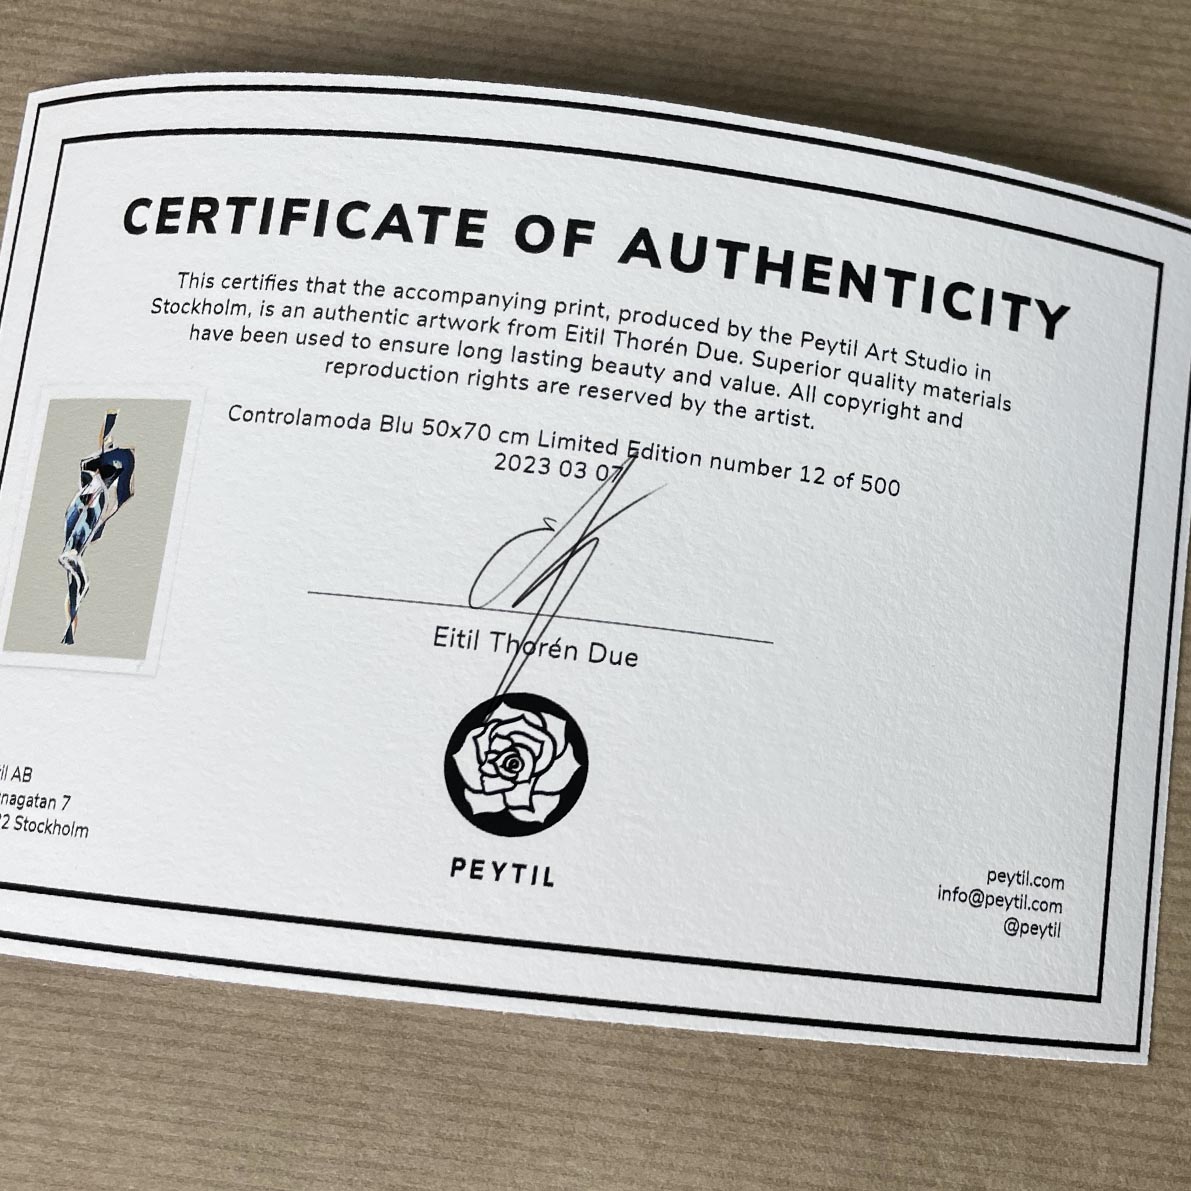 CERTIFICATE OF AUTHENTICITY
This certifies that the accompanying print, produced by the Peytil Art Studio in
Stockholm, is an authentic artwork from Eitil Thorén Due. Superior quality materials
have been used to ensure long lasting beauty and value. All copyright and
reproduction rights are reserved by the artist.
Controlamoda Blu 50x70 cm Limited Edition number 12 of 500
2023 03 07
Eitil Thorén Due
PEYTIL
il AB
nagatan 7
2 Stockholm
peytil.com
info@peytil.com
@peytil